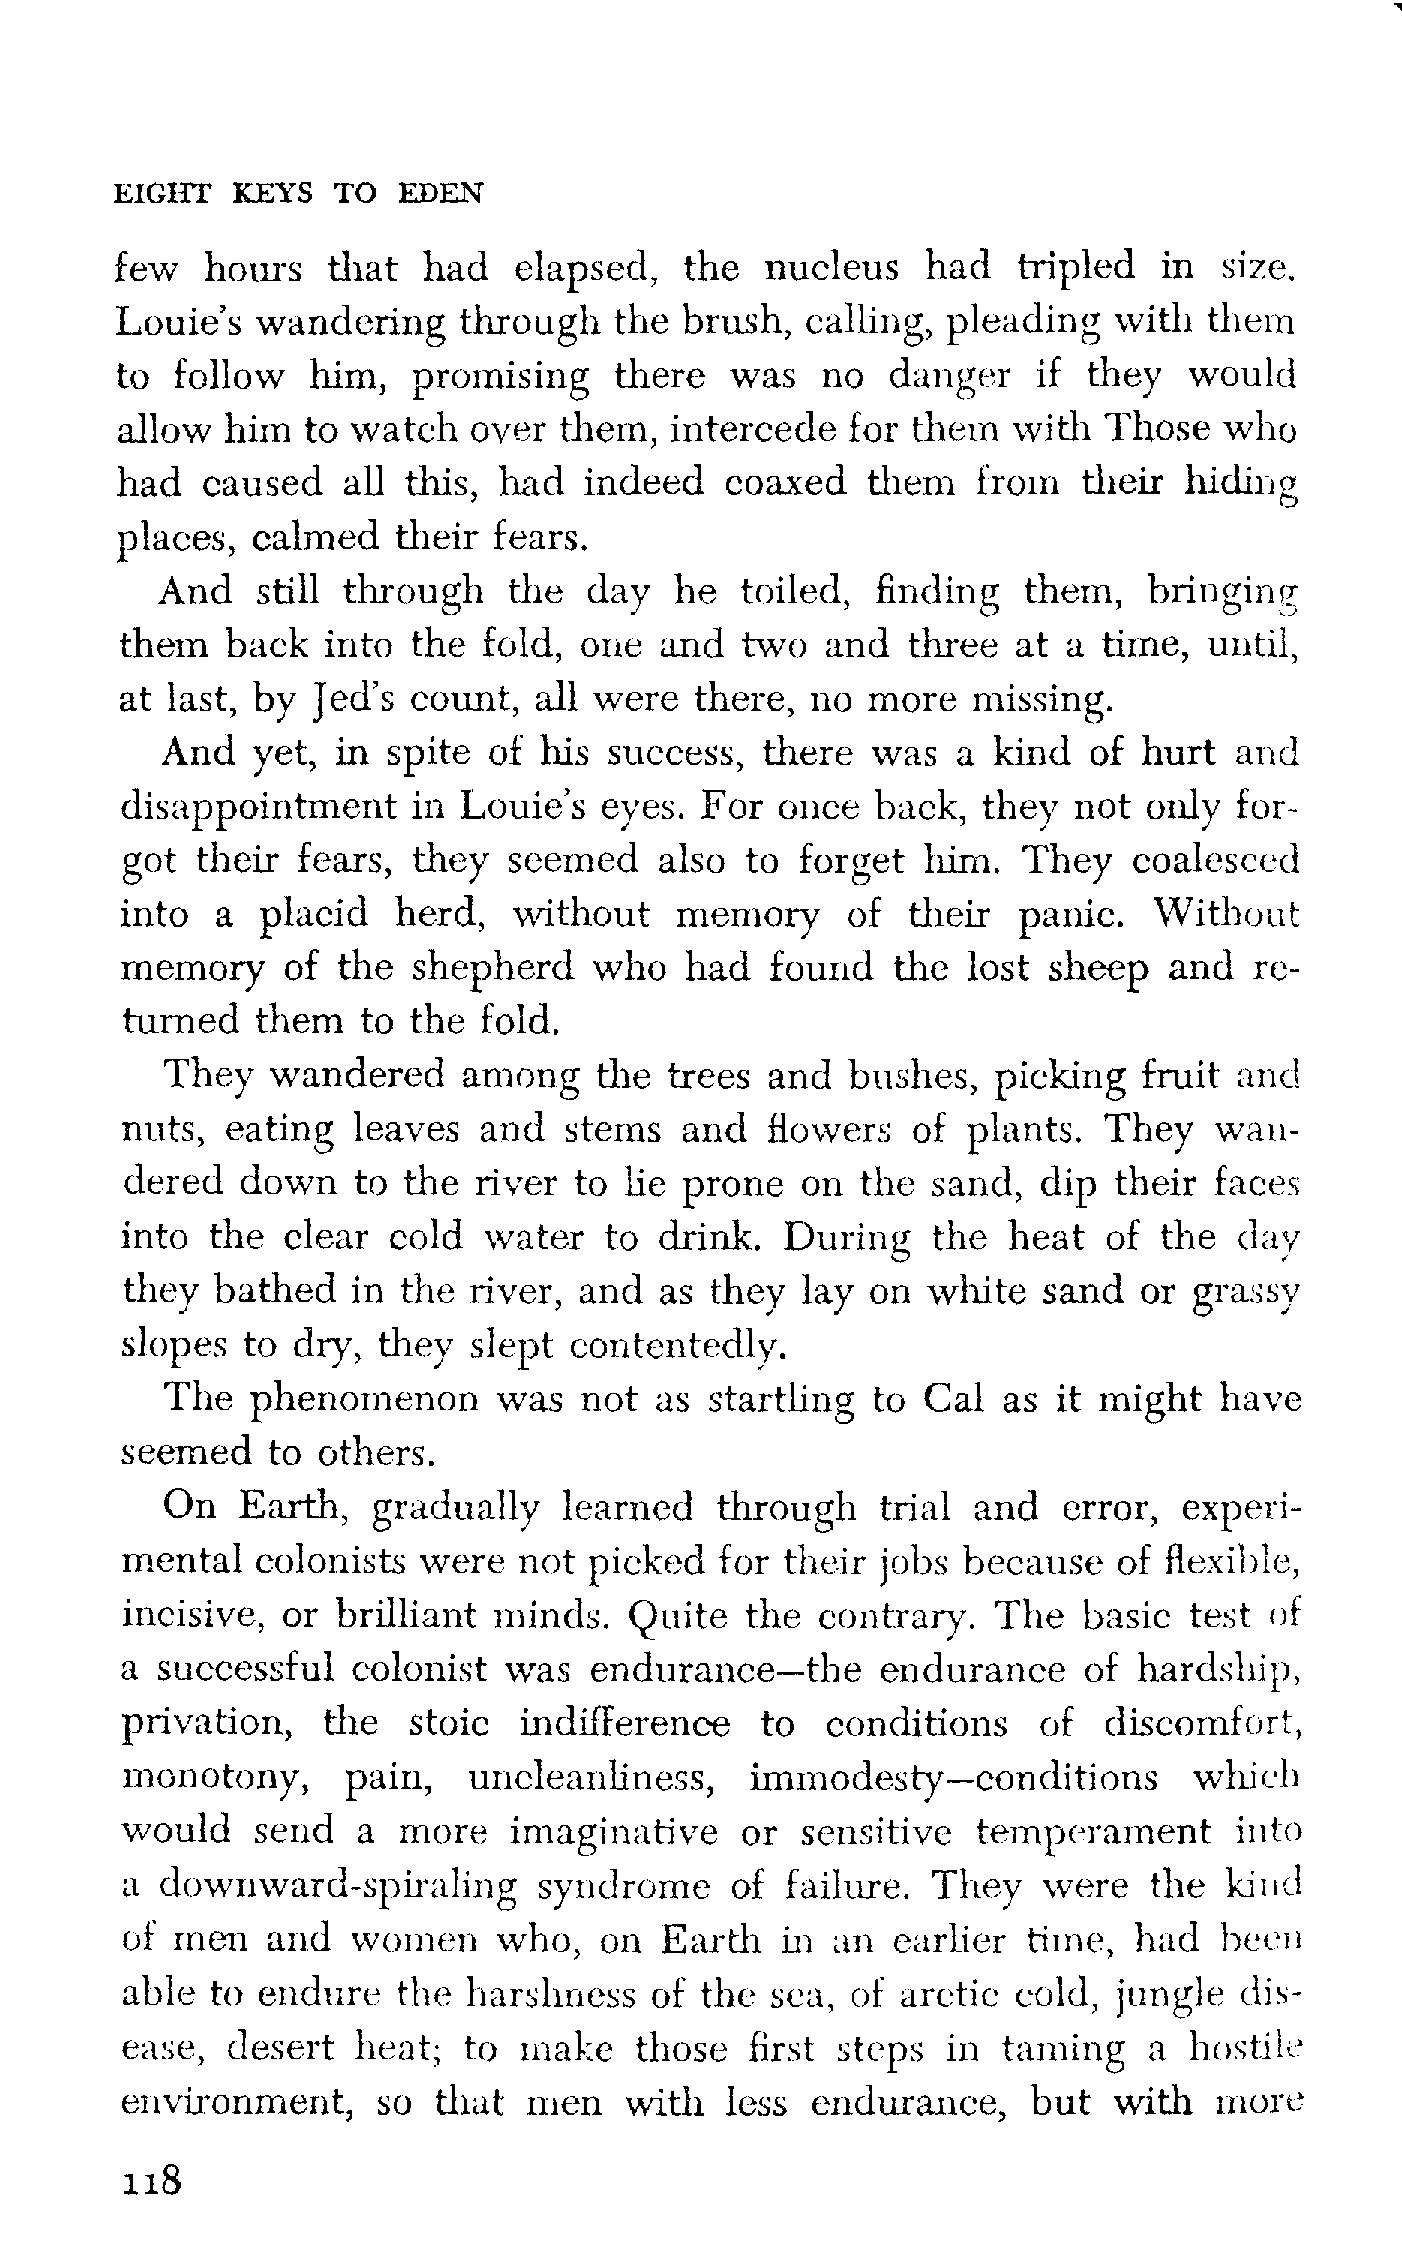 EIGHT KEYS TO EDEN
few hours that had elapsed, the nucleus had tripled in size.
Louie's wandering through the brush, calling, pleading with them
to follow him, promising there was no danger if they would
allow him to watch over them, intercede for them with Those who
had caused all this, had indeed coaxed them from their hiding
places, calmed their fears.
And still through the day he toiled, finding them, bringing
them back into the fold, one and two and three at a time, until,
at last, by Jed's count, all were there, no more missing.
And yet, in spite of his success, there was a kind of hurt and
disappointment in Louie's eyes. For once back, they not only for-
got their fears, they seemed also to forget him. They coalesced
into a placid herd, without memory of their panic. Without
memory of the shepherd who had found the lost sheep and re-
turned them to the fold.
They wandered among the trees and bushes, picking fruit and
nuts, eating leaves and stems and flowers of plants. They wan-
dered down to the river to lie prone on the sand, dip their faces
into the clear cold water to drink. During the heat of the day
they bathed in the river, and as they lay on white sand or grassy
slopes to dry, they slept contentedly.
The phenomenon was not as startling to Cal as it might have
seemed to others.
On Earth, gradually learned through trial and error, experi-
mental colonists were not picked for their jobs because of flexible,
incisive, or brilliant minds. Quite the contrary. The basic test of
a successful colonist was endurance—the endurance of hardship,
privation, the stoic indifference to conditions of discomfort,
monotony, pain, uncleanliness, immodesty—conditions which
would send a more imaginative or sensitive temperament into
a downward-spiraling syndrome of failure. They were the kind
of men and women who, on Earth in an earlier time, had been
able to endure the harshness of the sea, of arctic cold, jungle dis-
ease, desert heat; to make those first steps in taming a hostile
environment, so that men with less endurance, but with more
118